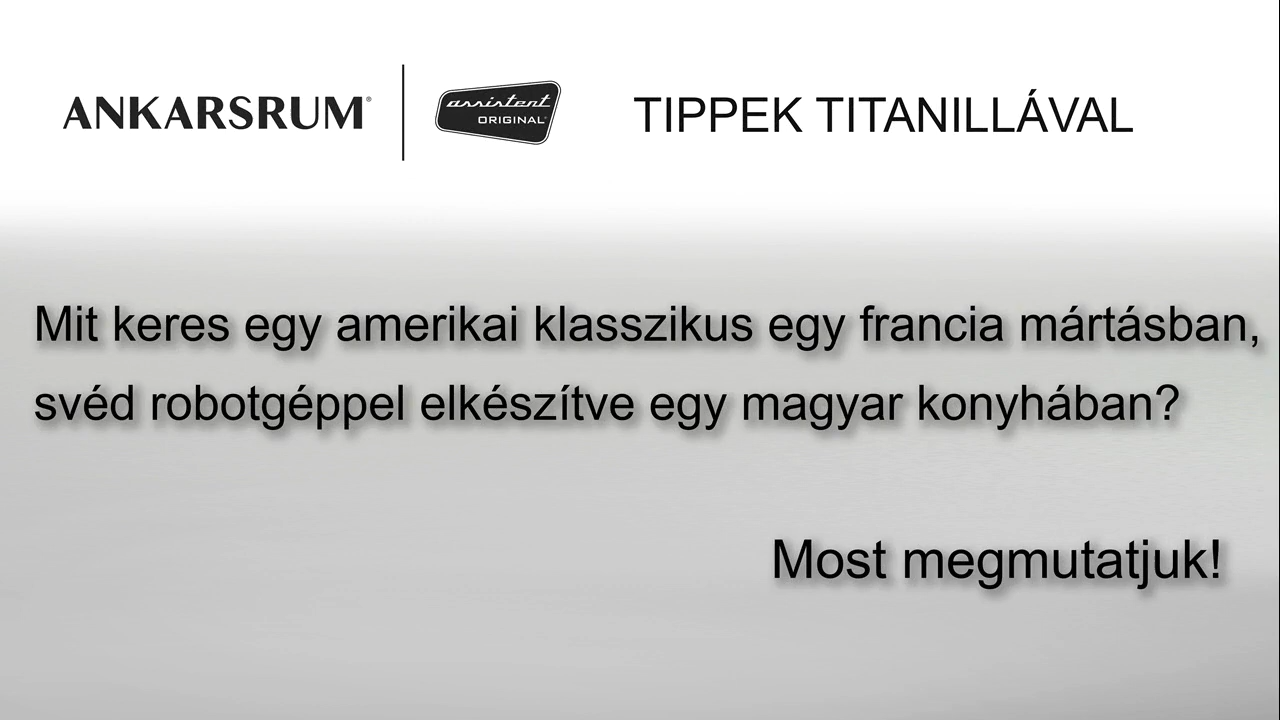 ANKARSRUM®
assistent
ORIGINAL®
TIPPEK TITANILLÁVAL
Mit keres egy amerikai klasszikus egy francia mártásban,
svéd robotgéppel elkészítve egy magyar konyhában?
Most megmutatjuk!